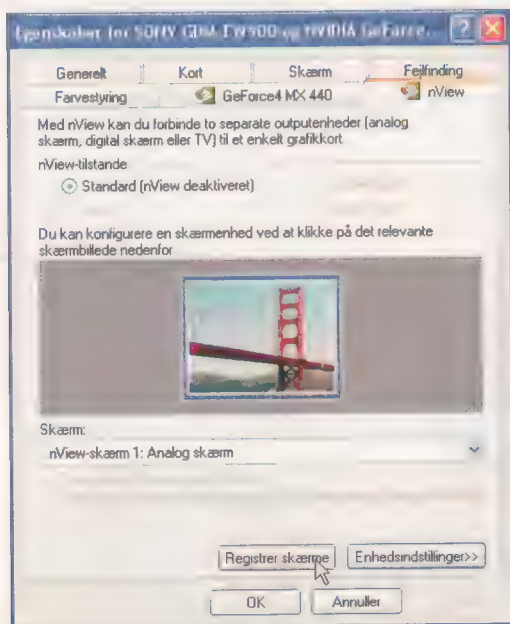 Egenskaber for SONY GDM-FW900 og NVIDIA GeForce...
Generelt Kort Skærm Fejlfinding
Farvestyring GeForce4 MX 440 nView
Med nView kan du forbinde to separate outputenheder (analog
skærm, digital skærm eller TV) til et enkelt grafikkort
nView-tilstande
Standard (nView deaktiveret)
Du kan konfigurere en skærmenhed ved at klikke på det relevante
skærmbillede nedenfor
Skærm:
nView-skærm 1: Analog skærm
Registrer skærme Enhedsindstillinger>>
OK Annuller